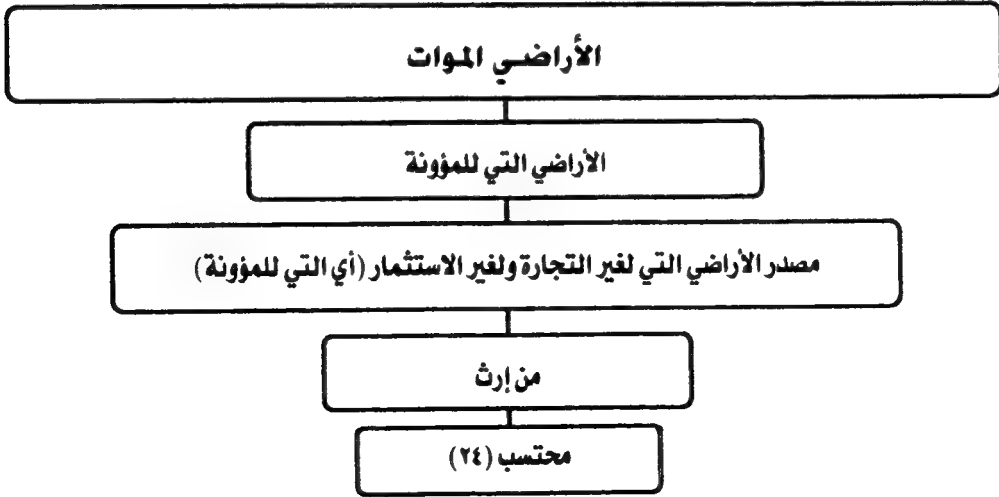 الأراضي الموات
الأراضي التي للمؤونة
مصدر الأراضي التي لغير التجارة ولغير الاستثمار (أي التي للمؤونة)
من إرث
محتسب (٢٤)